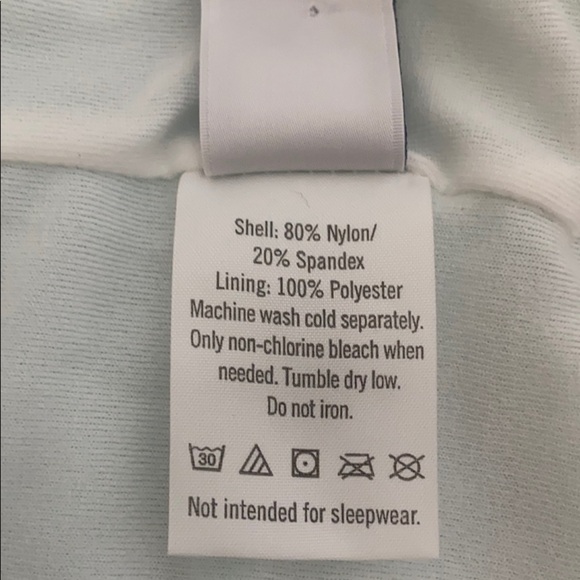 Shell: 80% Nylon/
20% Spandex
Lining: 100% Polyester
Machine wash cold separately.
Only non-chlorine bleach when
needed. Tumble dry low.
Do not iron.
30
Not intended for sleepwear.